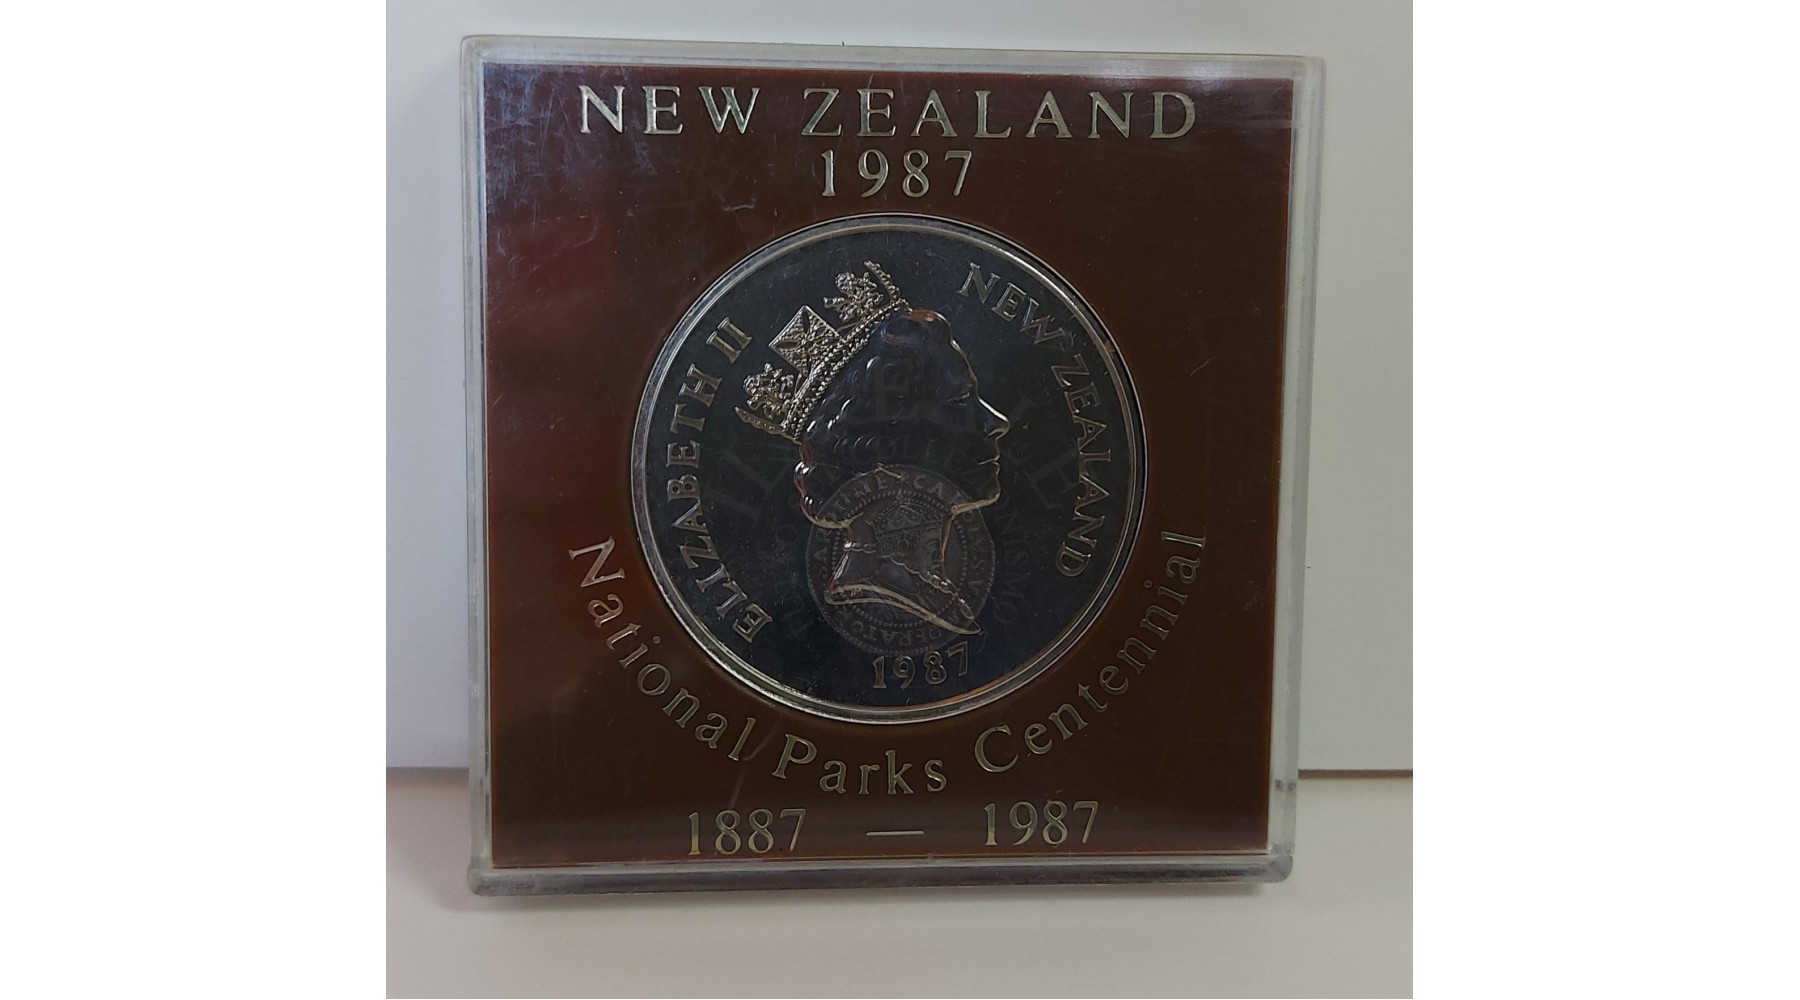 NEW ZEALAND
1987
ELIZABETH II
NEW ZEALAND
1987
National Parks Centennial
1887 — 1987